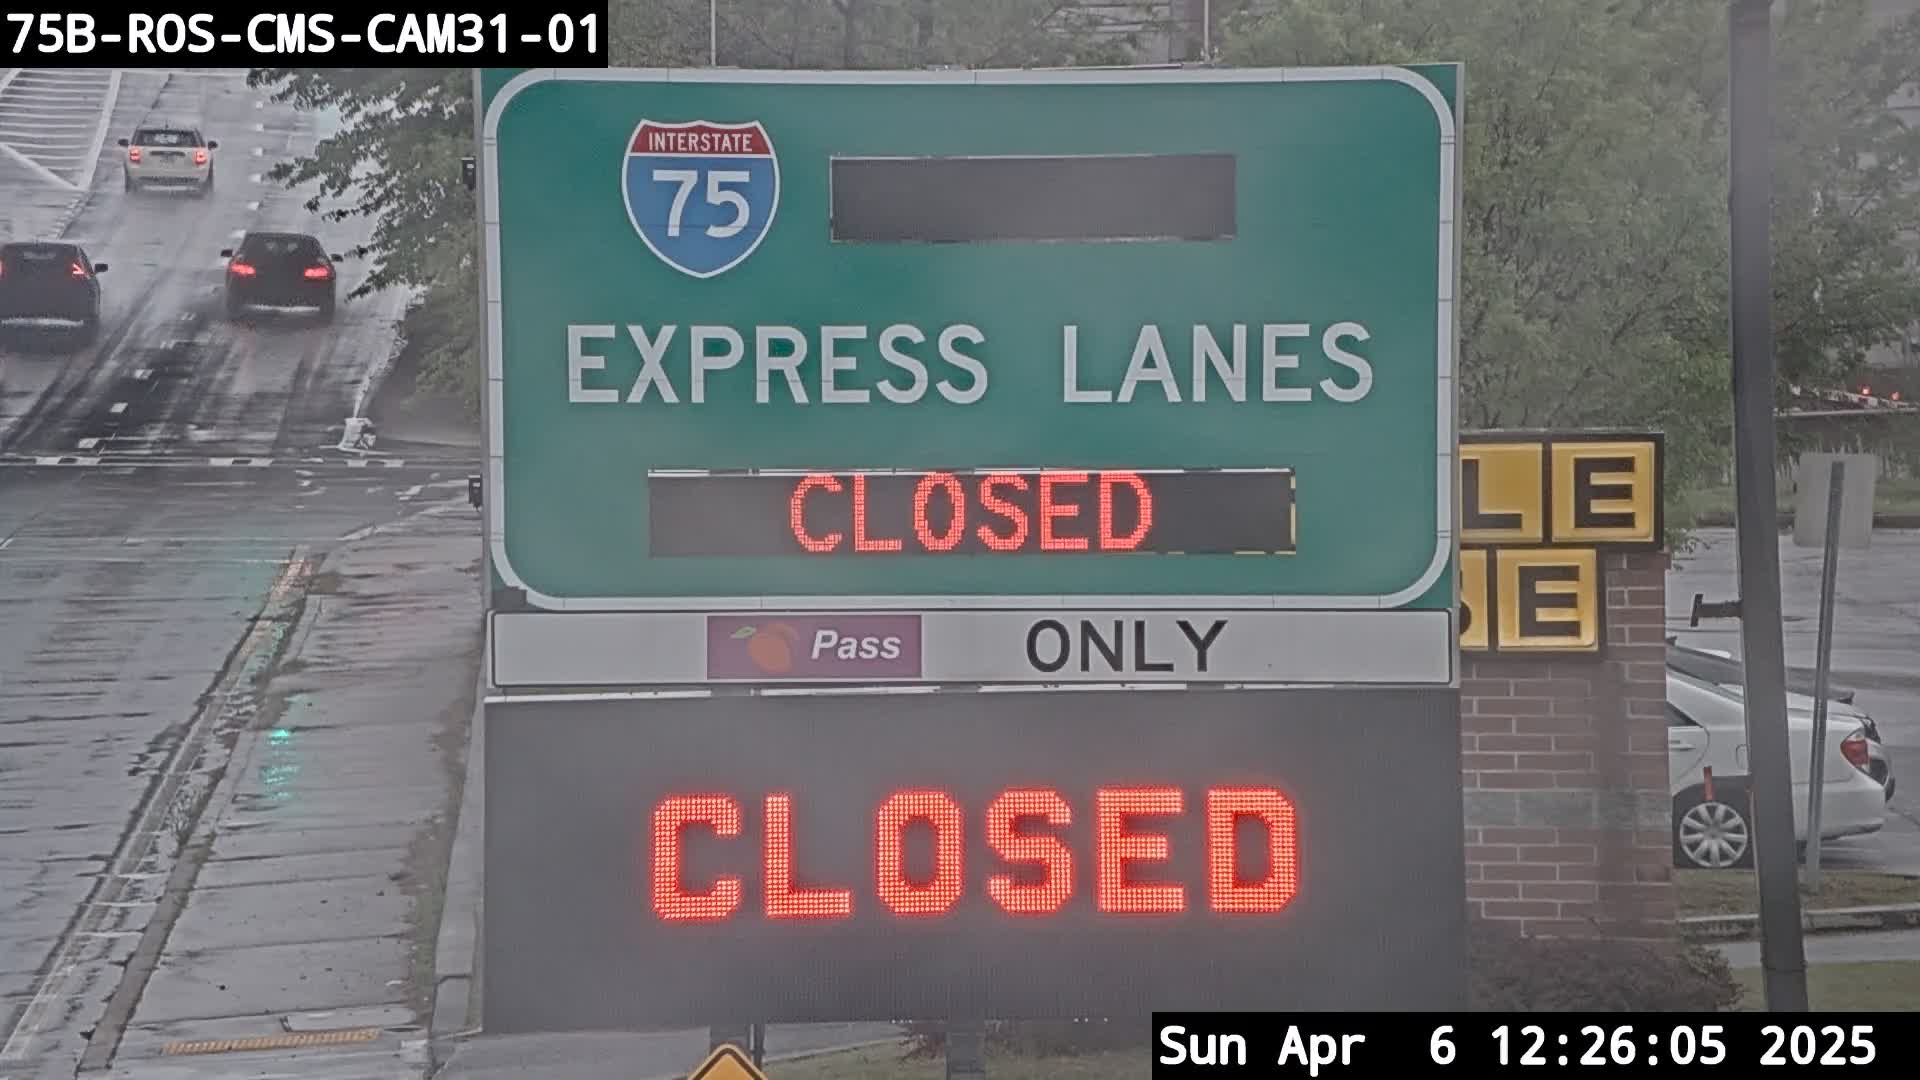 75B-ROS-CMS-CAM31-01
INTERSTATE
75
EXPRESS LANES
CLOSED
Pass ONLY
CLOSED
LE
E
Sun Apr 6 12:26:05 2025